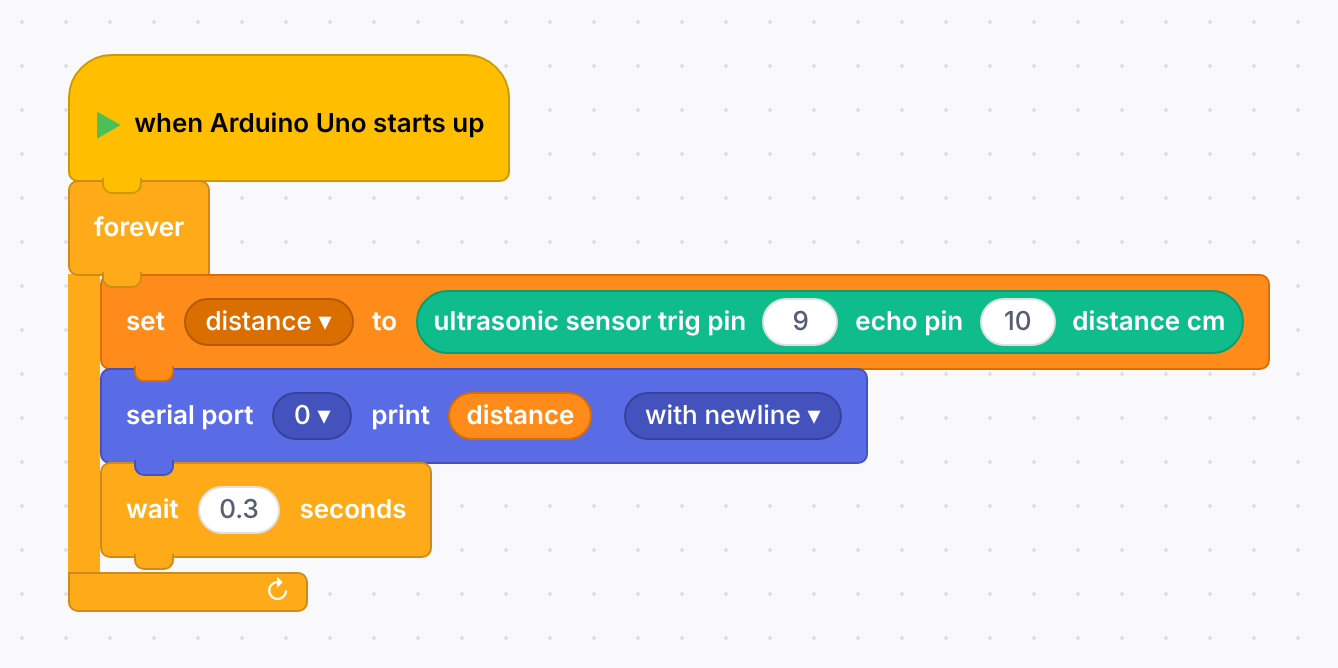 when Arduino Uno starts up
forever
set distance ▾ to ultrasonic sensor trig pin 9 echo pin 10 distance cm
serial port 0 ▾ print distance with newline ▾
wait 0.3 seconds